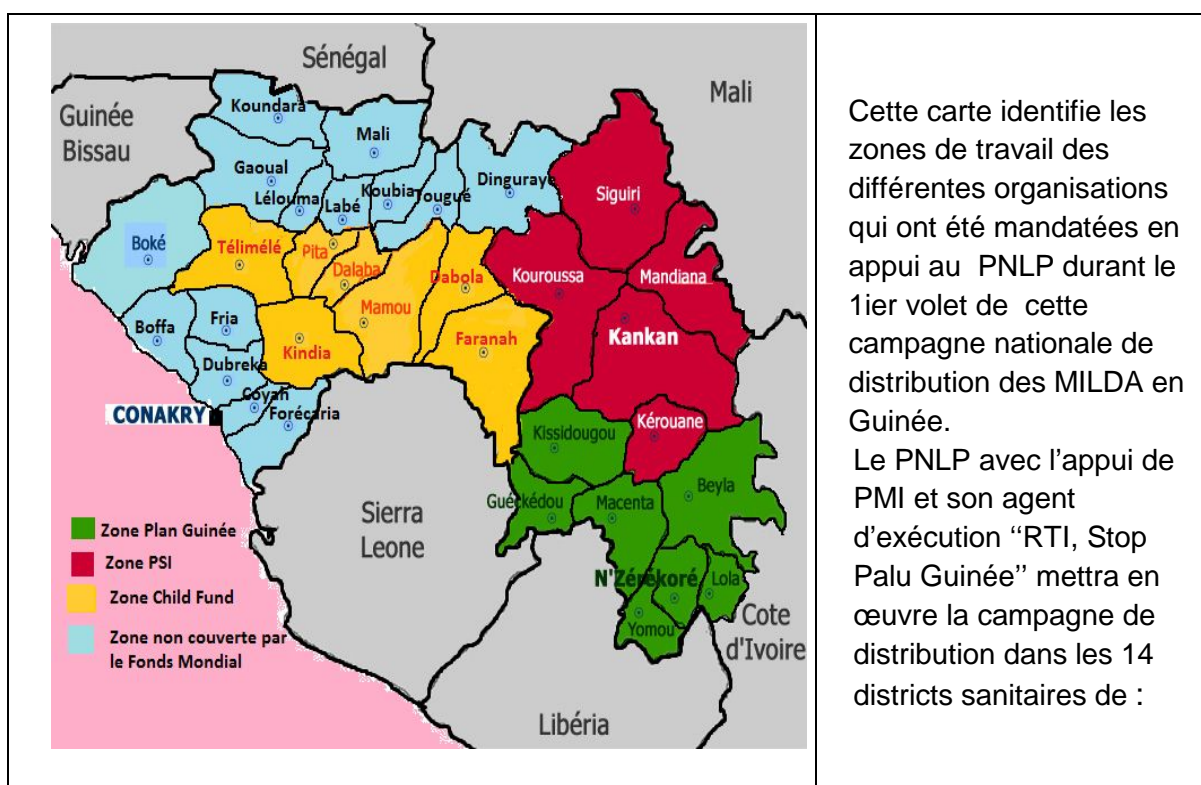 Sénégal
Mali
Guinée
Bissau
Koundara
Mali
Gaoual
Lélouma
Labé
Koubia
Tougué
Dinguraye
Siguiri
Boké
Télimélé
Pita
Dalaba
Dabola
Kouroussa
Mandiana
Mamou
Boffa
Fria
Kindia
Faranah
Kankan
Dubreka
Coyah
CONAKRY
Forécaria
Kissidougou
Kérouane
Guéckédou
Macenta
Beyla
Sierra
Leone
N'Zérékoré
Lola
Yomou
Cote
d'Ivoire
Libéria
Zone Plan Guinée
Zone PSI
Zone Child Fund
Zone non couverte par
le Fonds Mondial
Cette carte identifie les
zones de travail des
différentes organisations
qui ont été mandatées en
appui au PNLP durant le
1ier volet de cette
campagne nationale de
distribution des MILDA en
Guinée.
Le PNLP avec l’appui de
PMI et son agent
d’exécution ‘‘RTI, Stop
Palu Guinée’’ mettra en
œuvre la campagne de
distribution dans les 14
districts sanitaires de :